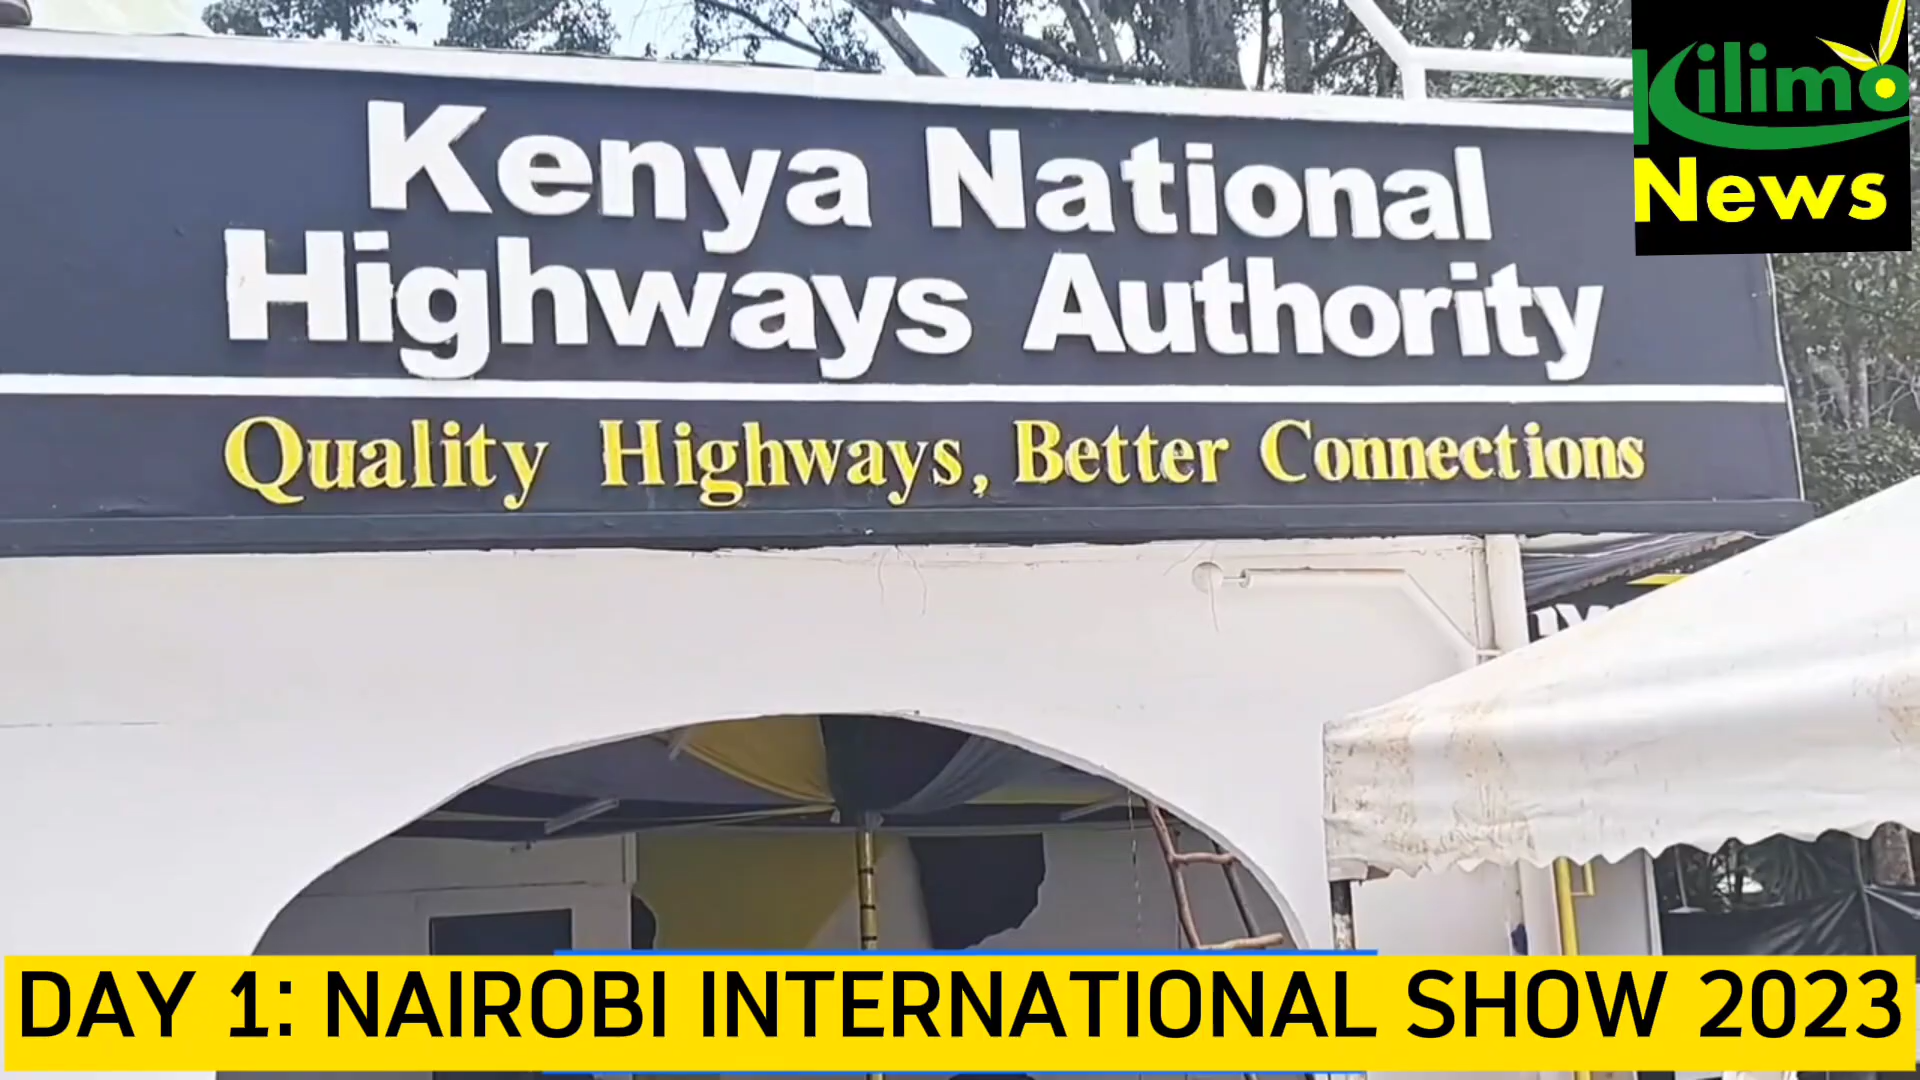 Kilimo
News
Kenya National
Highways Authority
Quality Highways, Better Connections
DAY 1: NAIROBI INTERNATIONAL SHOW 2023